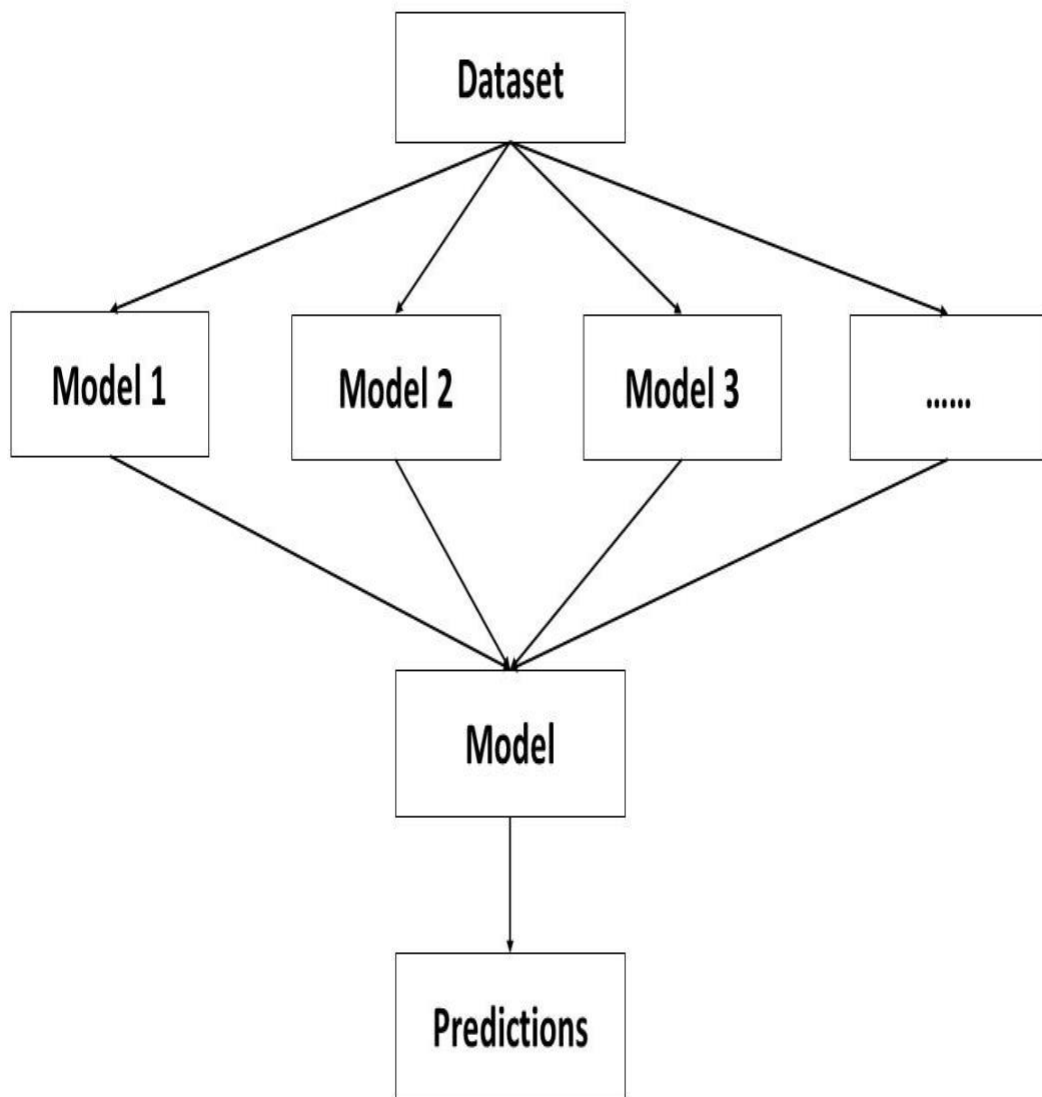 Dataset
Model 1
Model 2
Model 3
......
Model
Predictions